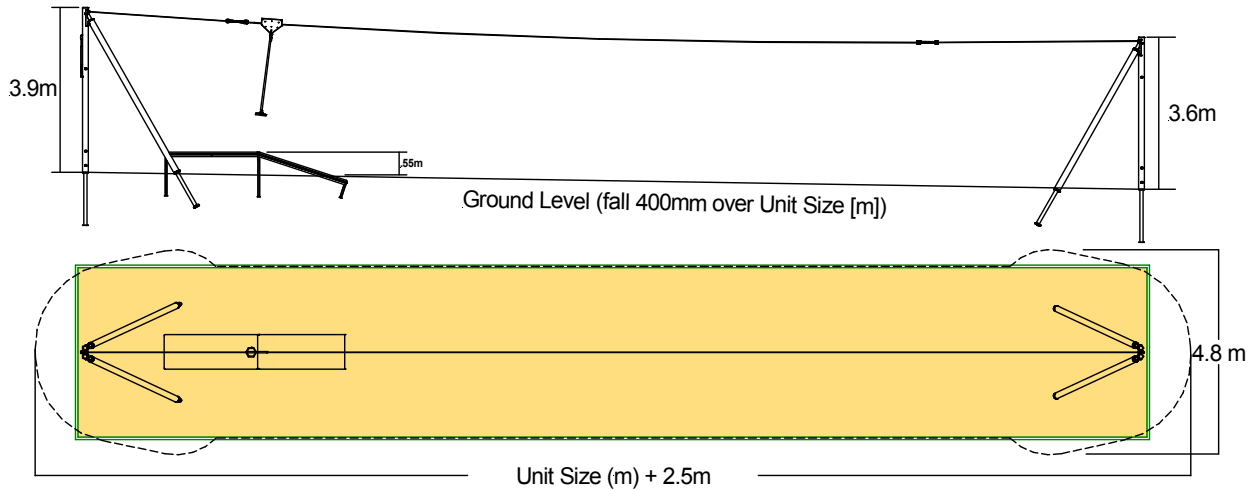 3.9m
3.6m
.55m
Ground Level (fall 400mm over Unit Size [m])
4.8 m
Unit Size (m) + 2.5m